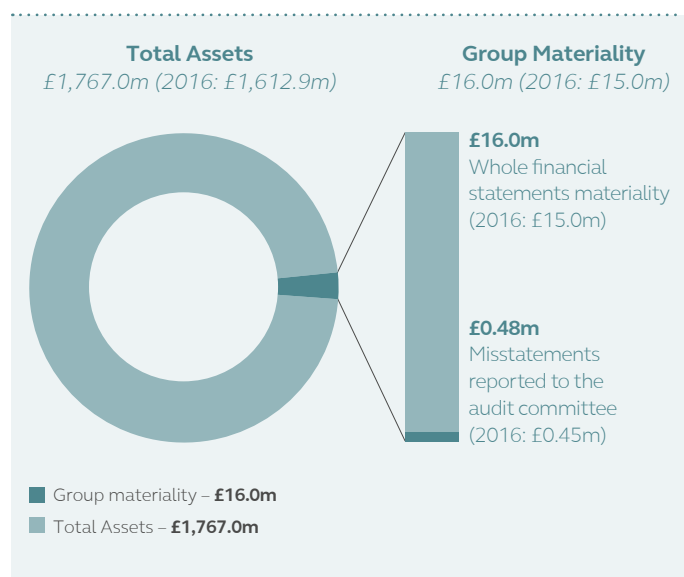 Total Assets
£1,767.0m (2016: £1,612.9m)
Group Materiality
£16.0m (2016: £15.0m)
£16.0m
Whole financial
statements materiality
(2016: £15.0m)
£0.48m
Misstatements
reported to the
audit committee
(2016: £0.45m)
Group materiality – £16.0m
Total Assets – £1,767.0m